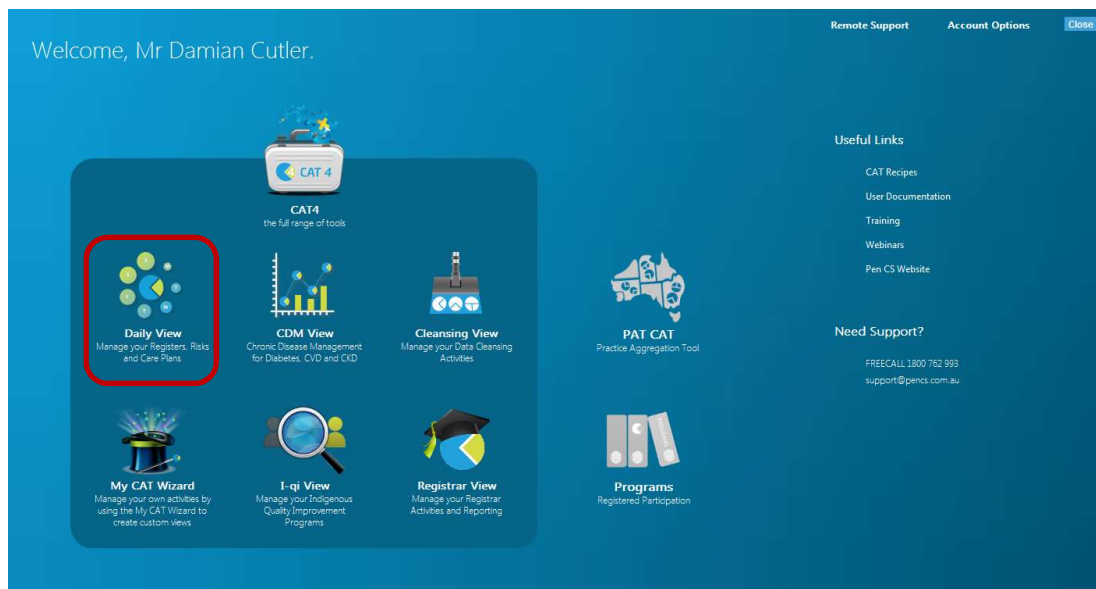 Remote Support
Account Options
Close
Welcome, Mr Damian Cutler.
4 CAT 4
CAT4
the full range of tools
Daily View
Manage your Registers, Risks
and Care Plans
CDM View
Chronic Disease Management
for Diabetes, CVD and CKD
Cleansing View
Manage your Data Cleansing
Activities
My CAT Wizard
Manage your own activities by
using the My CAT Wizard to
create custom views
I-qi View
Manage your Indigenous
Quality Improvement
Programs
Registrar View
Manage your Registrar
Activities and Reporting
PAT CAT
Practice Aggregation Tool
Programs
Registered Participation
Useful Links
CAT Recipes
User Documentation
Training
Webinars
Pen CS Website
Need Support?
FREECALL 1800 762 993
support@pencs.com.au